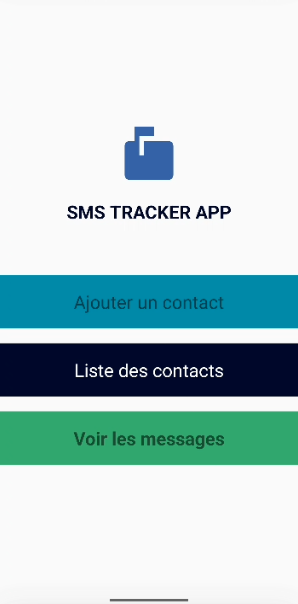 SMS TRACKER APP
Ajouter un contact
Liste des contacts
Voir les messages